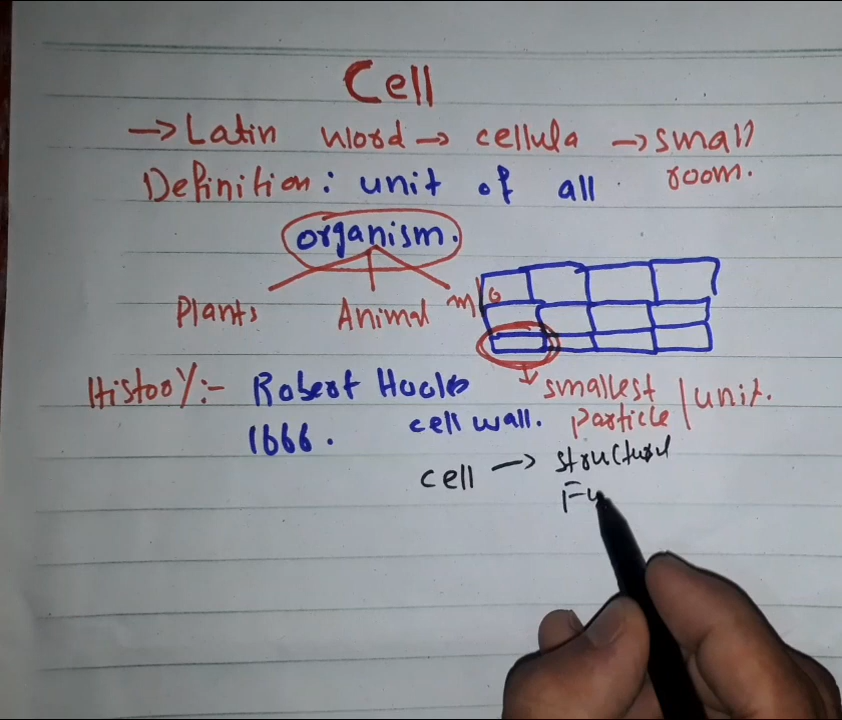 Cell
→ Latin word → cellula → small room.
Definition: unit of all
organism.
Plants Animal m/o
History:- Robert Hooke
1666. cell wall.
smallest particle / unit.
cell → structural
Fu